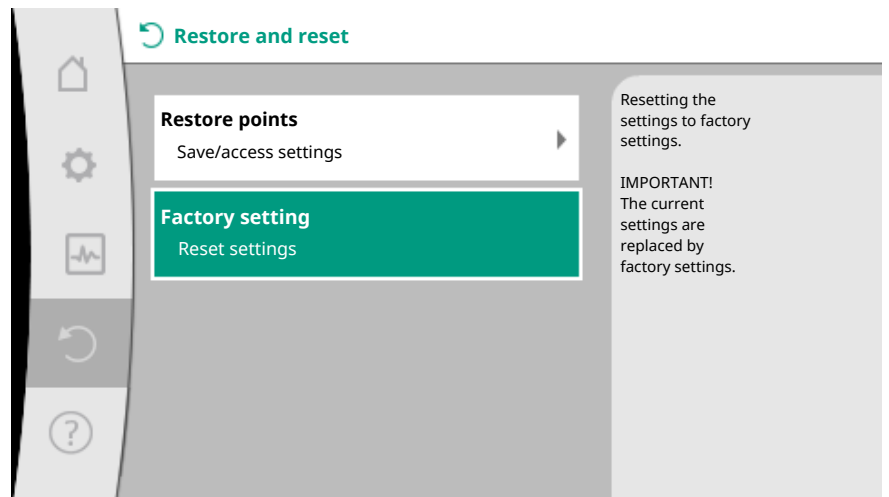 Restore and reset
Restore points
Save/access settings
Factory setting
Reset settings
Resetting the
settings to factory
settings.
IMPORTANT!
The current
settings are
replaced by
factory settings.
?